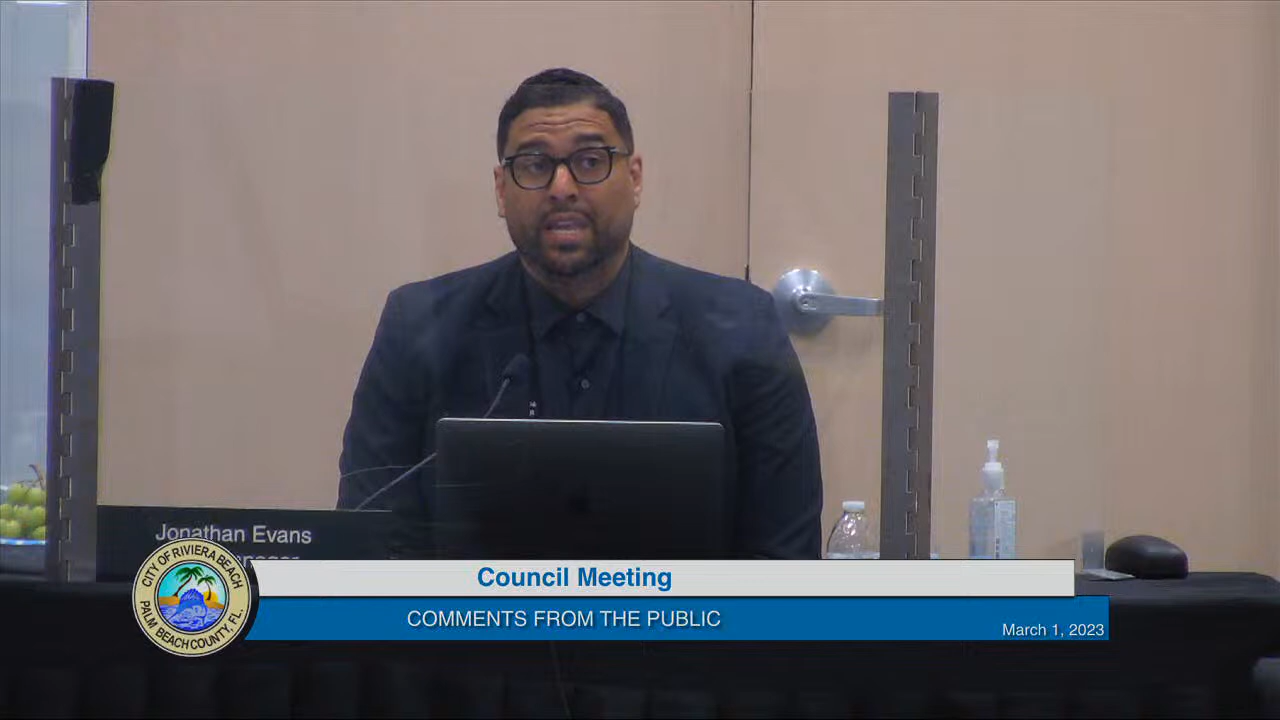 Jonathan Evans
CITY OF RIVIERA BEACH
PALM BEACH COUNTY, FL.
Council Meeting
COMMENTS FROM THE PUBLIC
March 1, 2023